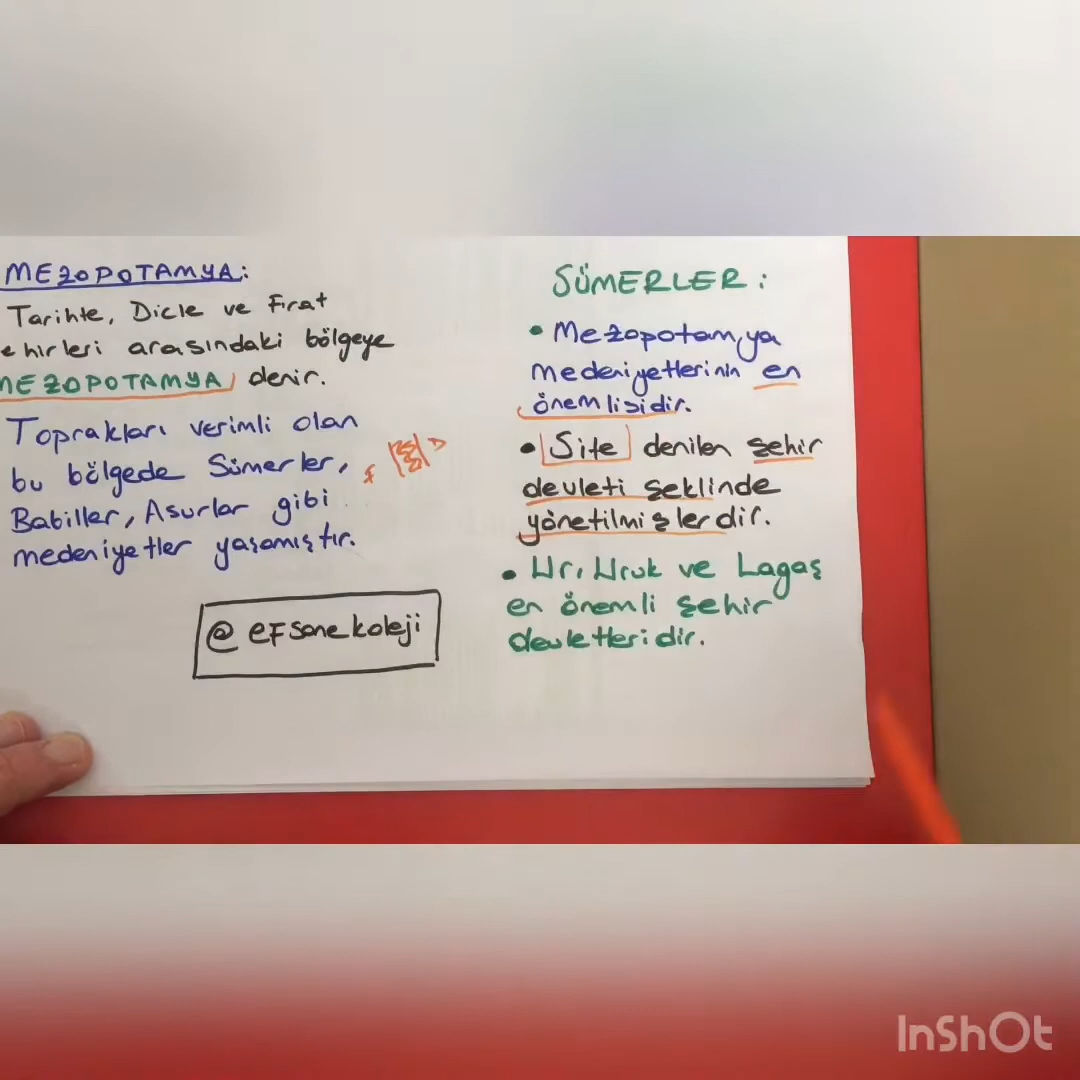 MEZOPOTAMYA:
Tarihte, Dicle ve Fırat
ehirleri arasındaki bölgeye
MEZOPOTAMYA denir.
Toprakları verimli olan
bu bölgede Sümerler,
Babiller, Asurlar gibi
medeniyetler yaşamıştır.
@efsanekoleji
SÜMERLER:
• Mezopotamya
medeniyetlerinin en
önemlisidir.
• Site denilen şehir
devleti şeklinde
yönetilmişlerdir.
• Ur, Uruk ve Lagaş
en önemli şehir
devletleridir.
InShOt